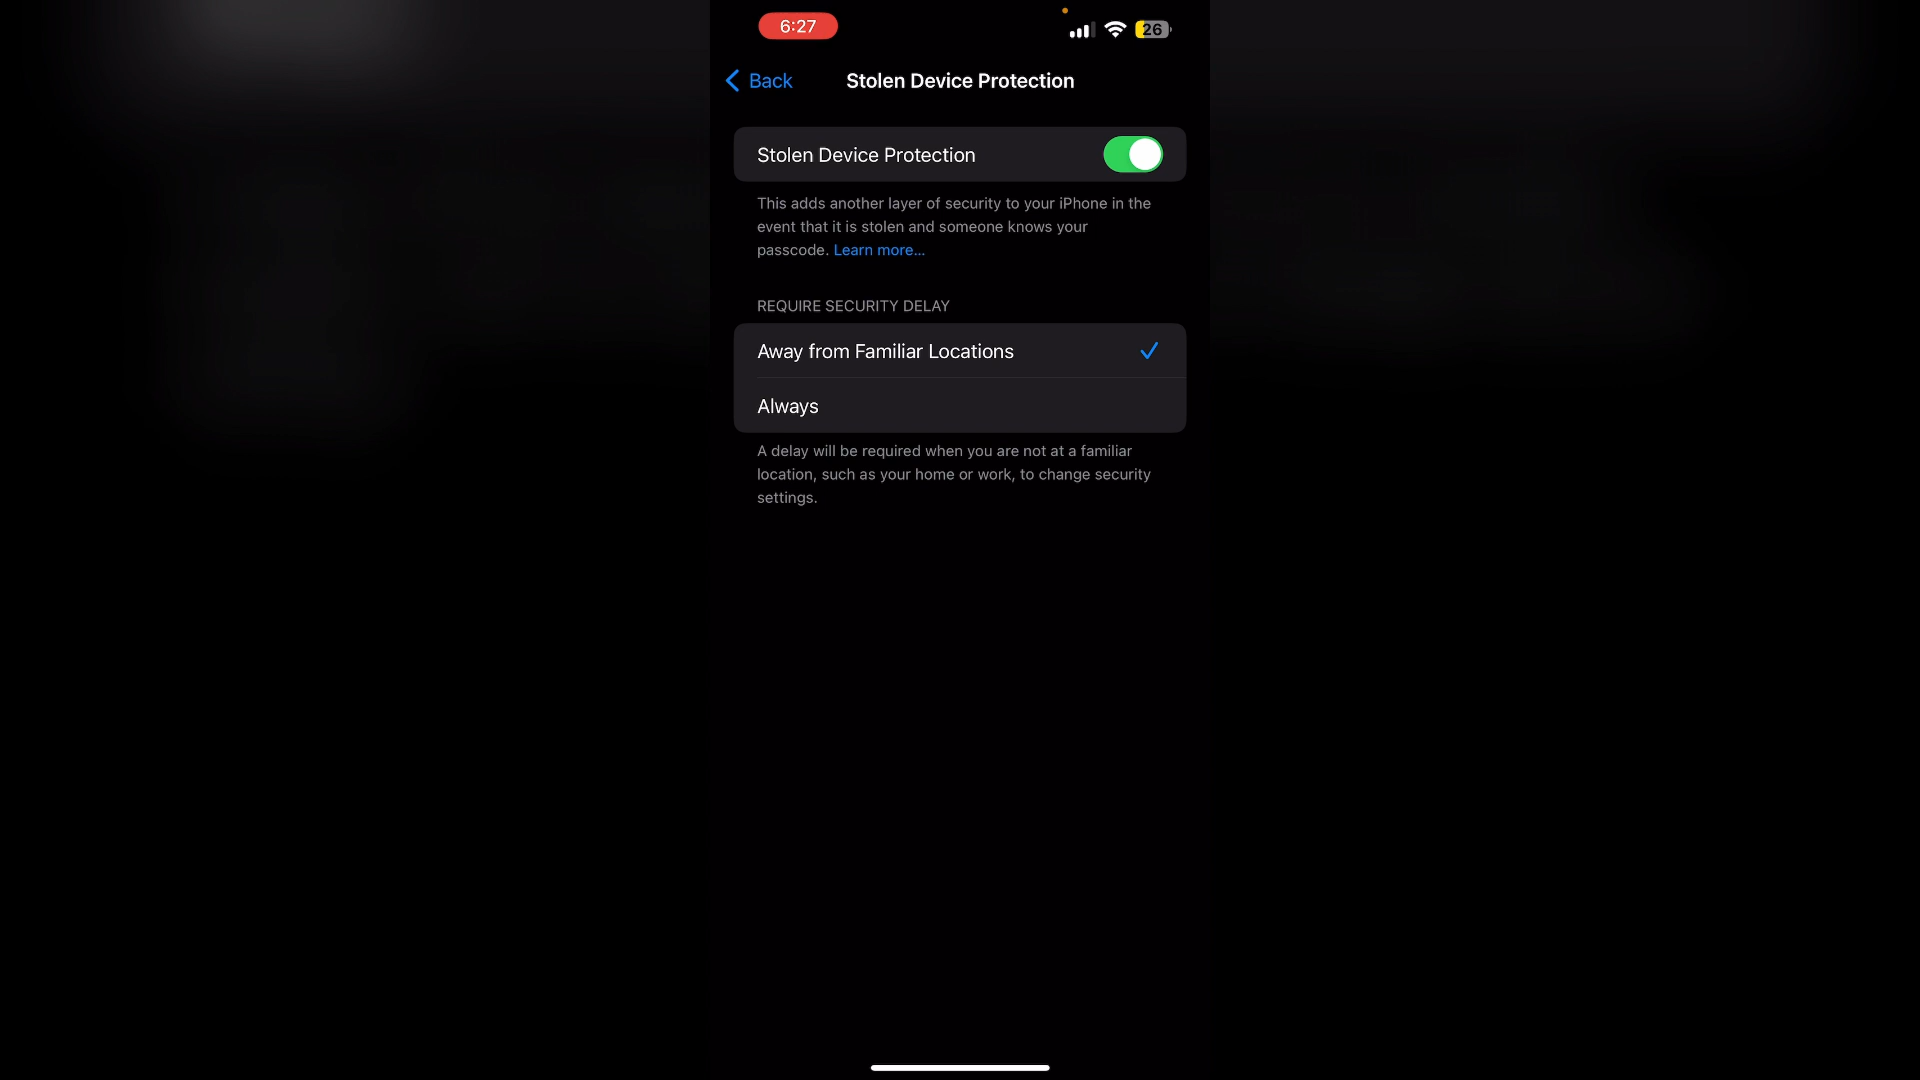 6:27
26
Back
Stolen Device Protection
Stolen Device Protection
This adds another layer of security to your iPhone in the
event that it is stolen and someone knows your
passcode. Learn more...
REQUIRE SECURITY DELAY
Away from Familiar Locations
Always
A delay will be required when you are not at a familiar
location, such as your home or work, to change security
settings.